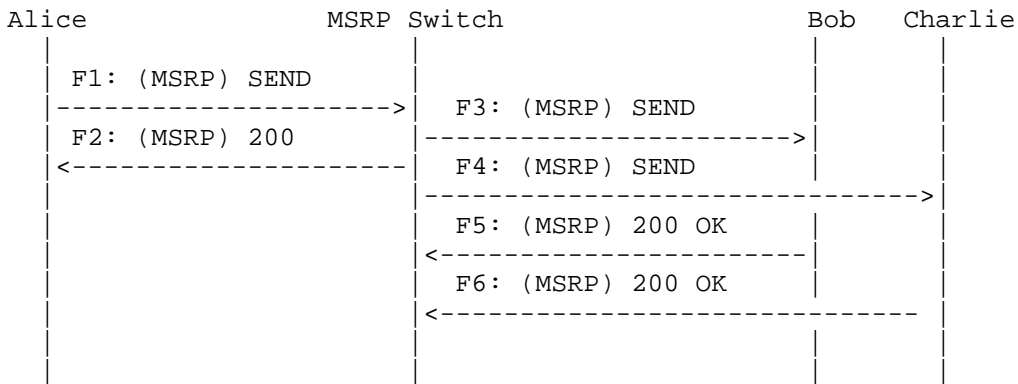 Alice MSRP Switch Bob Charlie
F1: (MSRP) SEND
F3: (MSRP) SEND
F2: (MSRP) 200
F4: (MSRP) SEND
F5: (MSRP) 200 OK
F6: (MSRP) 200 OK